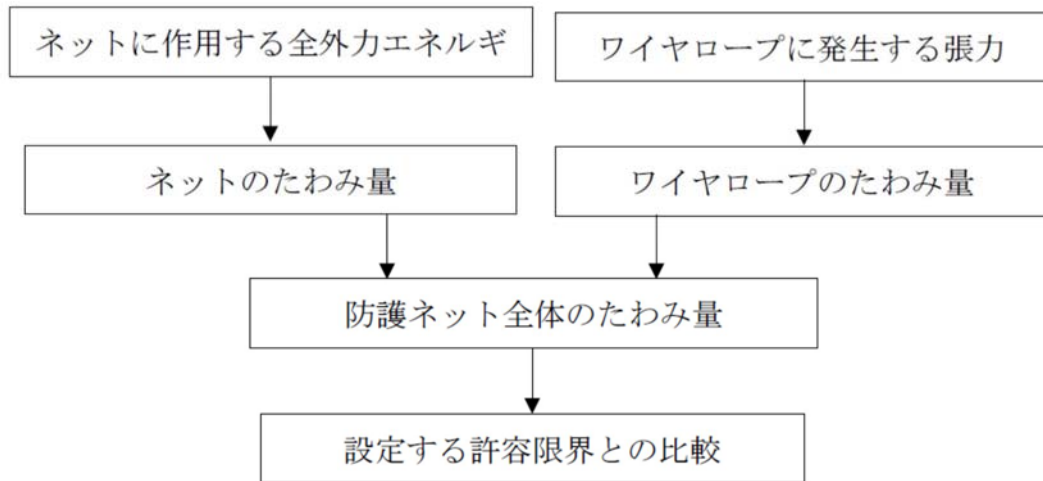 ネットに作用する全外力エネルギ
ワイヤロープに発生する張力
ネットのたわみ量
ワイヤロープのたわみ量
防護ネット全体のたわみ量
設定する許容限界との比較